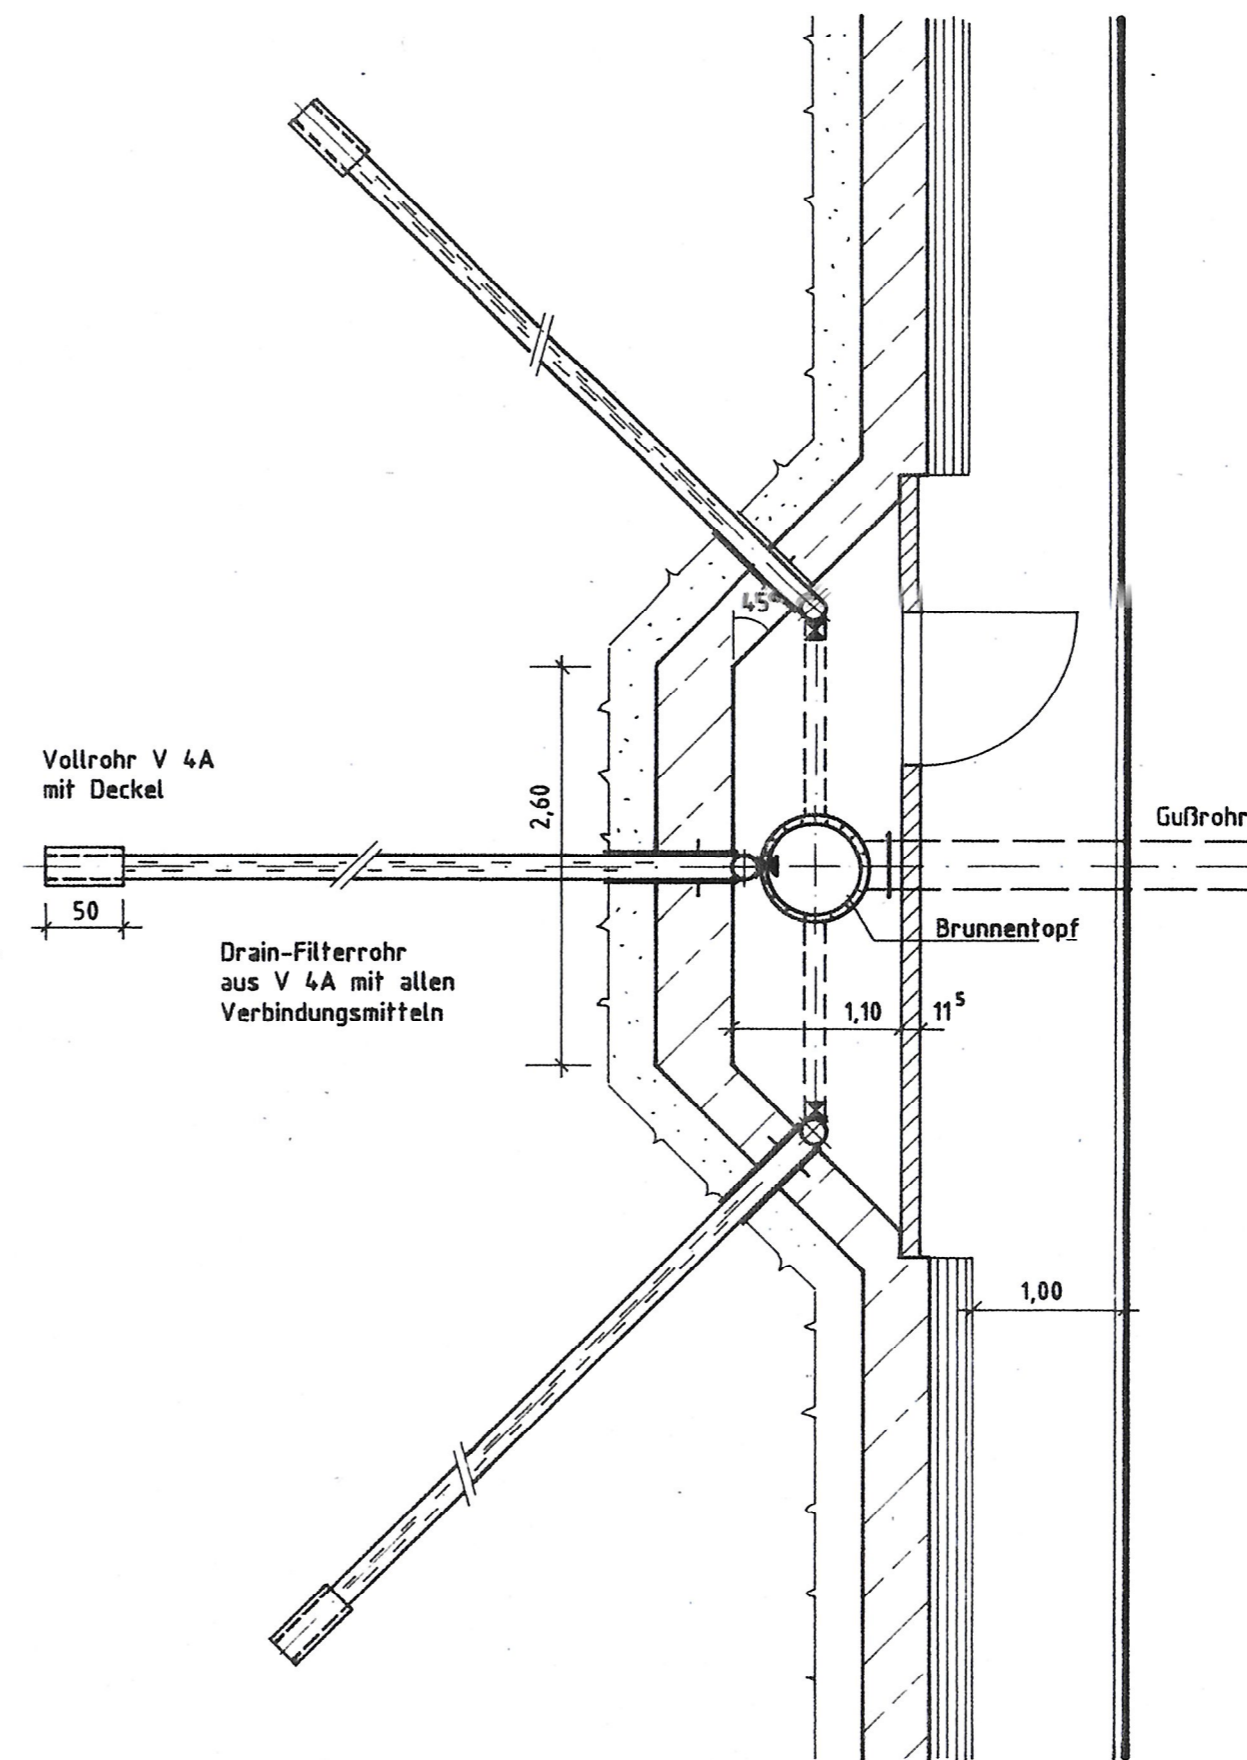 45°
Vollrohr V 4A
mit Deckel
2,60
Gußrohr
50
Brunnentopf
Drain-Filterrohr
aus V 4A mit allen
Verbindungsmitteln
1,10
11⁵
1,00